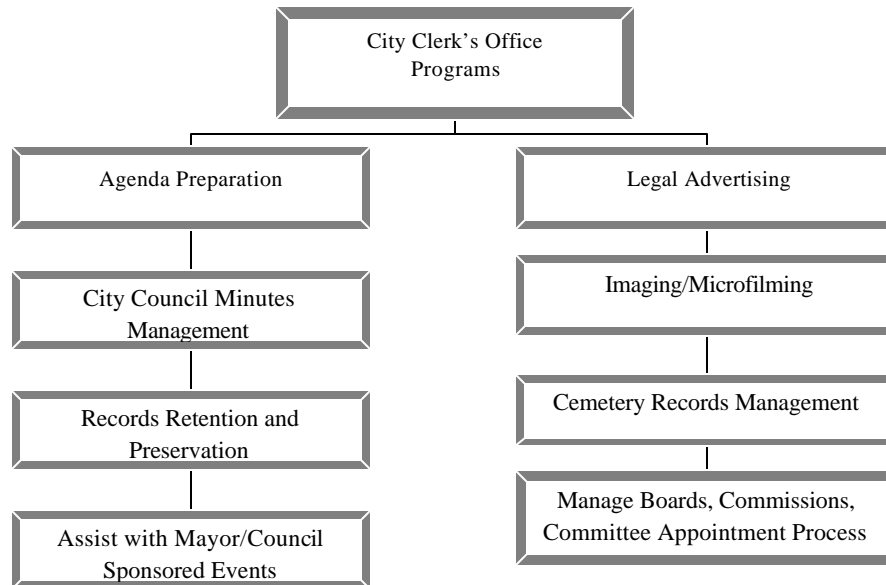 City Clerk’s Office
Programs
Agenda Preparation
City Council Minutes
Management
Records Retention and
Preservation
Assist with Mayor/Council
Sponsored Events
Legal Advertising
Imaging/Microfilming
Cemetery Records Management
Manage Boards, Commissions,
Committee Appointment Process